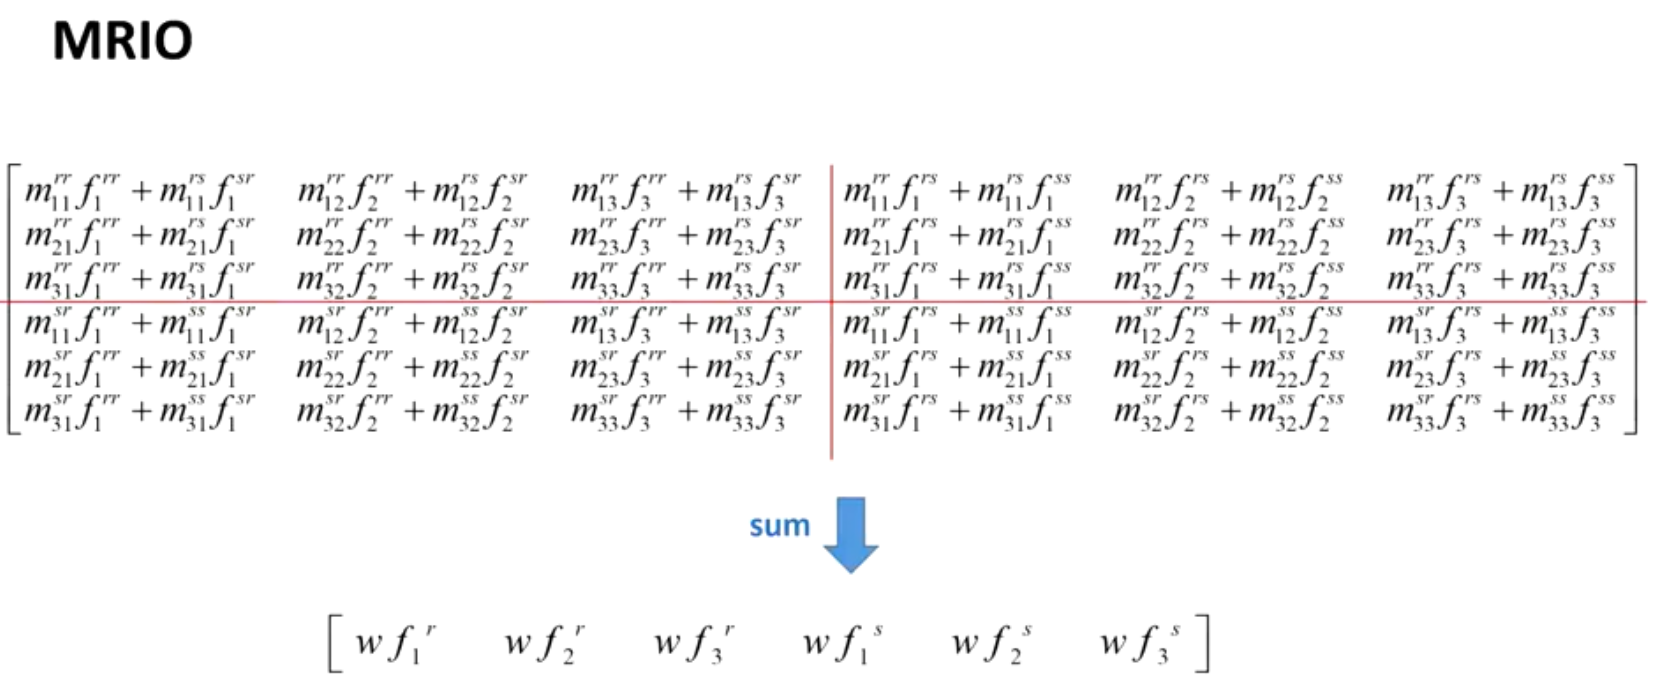 MRIO
m_{11}^{rr} f_1^{rr} + m_{11}^{rs} f_1^{sr}  m_{12}^{rr} f_2^{rr} + m_{12}^{rs} f_2^{sr}  m_{13}^{rr} f_3^{rr} + m_{13}^{rs} f_3^{sr}  m_{11}^{rr} f_1^{rs} + m_{11}^{rs} f_1^{ss}  m_{12}^{rr} f_2^{rs} + m_{12}^{rs} f_2^{ss}  m_{13}^{rr} f_3^{rs} + m_{13}^{rs} f_3^{ss}
m_{21}^{rr} f_1^{rr} + m_{21}^{rs} f_1^{sr}  m_{22}^{rr} f_2^{rr} + m_{22}^{rs} f_2^{sr}  m_{23}^{rr} f_3^{rr} + m_{23}^{rs} f_3^{sr}  m_{21}^{rr} f_1^{rs} + m_{21}^{rs} f_1^{ss}  m_{22}^{rr} f_2^{rs} + m_{22}^{rs} f_2^{ss}  m_{23}^{rr} f_3^{rs} + m_{23}^{rs} f_3^{ss}
m_{31}^{rr} f_1^{rr} + m_{31}^{rs} f_1^{sr}  m_{32}^{rr} f_2^{rr} + m_{32}^{rs} f_2^{sr}  m_{33}^{rr} f_3^{rr} + m_{33}^{rs} f_3^{sr}  m_{31}^{rr} f_1^{rs} + m_{31}^{rs} f_1^{ss}  m_{32}^{rr} f_2^{rs} + m_{32}^{rs} f_2^{ss}  m_{33}^{rr} f_3^{rs} + m_{33}^{rs} f_3^{ss}
m_{11}^{sr} f_1^{rr} + m_{11}^{ss} f_1^{sr}  m_{12}^{sr} f_2^{rr} + m_{12}^{ss} f_2^{sr}  m_{13}^{sr} f_3^{rr} + m_{13}^{ss} f_3^{sr}  m_{11}^{sr} f_1^{rs} + m_{11}^{ss} f_1^{ss}  m_{12}^{sr} f_2^{rs} + m_{12}^{ss} f_2^{ss}  m_{13}^{sr} f_3^{rs} + m_{13}^{ss} f_3^{ss}
m_{21}^{sr} f_1^{rr} + m_{21}^{ss} f_1^{sr}  m_{22}^{sr} f_2^{rr} + m_{22}^{ss} f_2^{sr}  m_{23}^{sr} f_3^{rr} + m_{23}^{ss} f_3^{sr}  m_{21}^{sr} f_1^{rs} + m_{21}^{ss} f_1^{ss}  m_{22}^{sr} f_2^{rs} + m_{22}^{ss} f_2^{ss}  m_{23}^{sr} f_3^{rs} + m_{23}^{ss} f_3^{ss}
m_{31}^{sr} f_1^{rr} + m_{31}^{ss} f_1^{sr}  m_{32}^{sr} f_2^{rr} + m_{32}^{ss} f_2^{sr}  m_{33}^{sr} f_3^{rr} + m_{33}^{ss} f_3^{sr}  m_{31}^{sr} f_1^{rs} + m_{31}^{ss} f_1^{ss}  m_{32}^{sr} f_2^{rs} + m_{32}^{ss} f_2^{ss}  m_{33}^{sr} f_3^{rs} + m_{33}^{ss} f_3^{ss}
sum
[ w f_1^r  w f_2^r  w f_3^r  w f_1^s  w f_2^s  w f_3^s ]